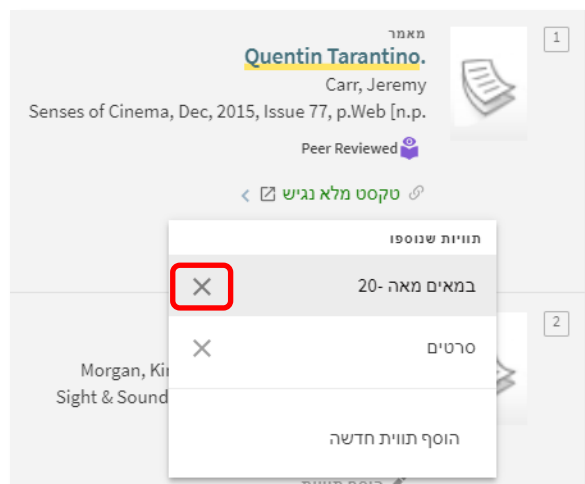 1
מאמר
Quentin Tarantino.
Carr, Jeremy
Senses of Cinema, Dec, 2015, Issue 77, p.Web [n.p.
Peer Reviewed
טקסט מלא נגיש
תוויות שנוספו
במאים מאה -20
2
סרטים
Morgan, Ki
Sight & Sound
הוסף תווית חדשה